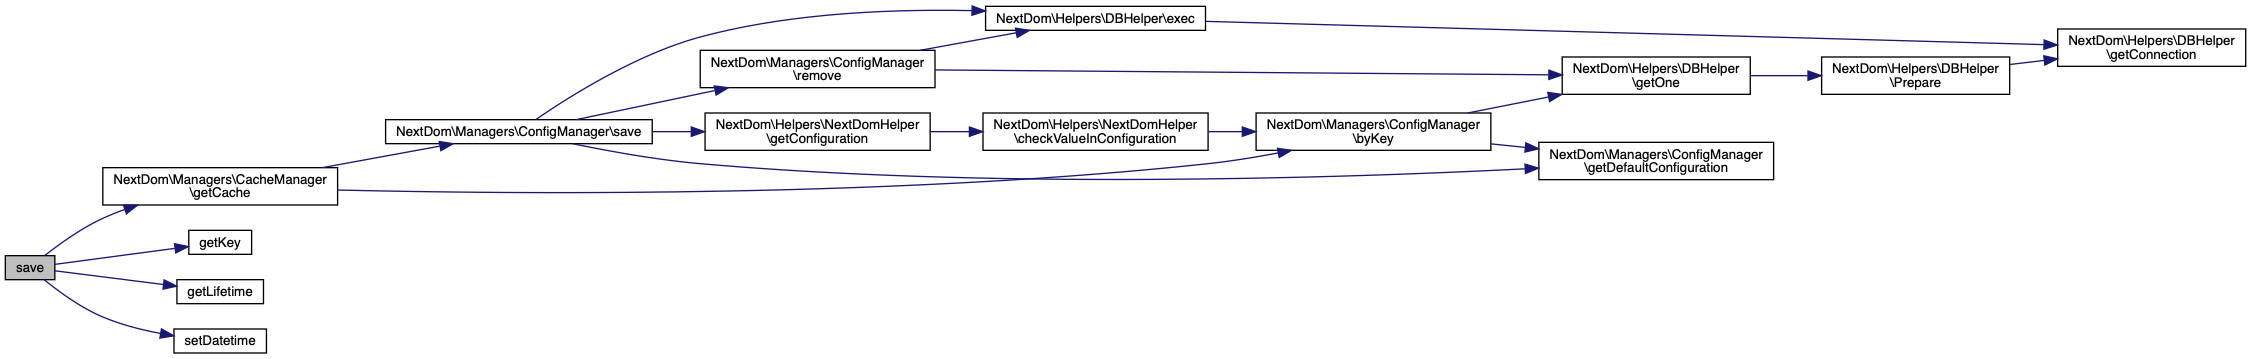 save
NextDom\Managers\CacheManager
\getCache
getKey
getLifetime
setDatetime
NextDom\Managers\ConfigManager\save
NextDom\Managers\ConfigManager
\remove
NextDom\Helpers\NextDomHelper
\getConfiguration
NextDom\Helpers\DBHelper\exec
NextDom\Helpers\NextDomHelper
\checkValueInConfiguration
NextDom\Managers\ConfigManager
\byKey
NextDom\Helpers\DBHelper
\getOne
NextDom\Managers\ConfigManager
\getDefaultConfiguration
NextDom\Helpers\DBHelper
\Prepare
NextDom\Helpers\DBHelper
\getConnection